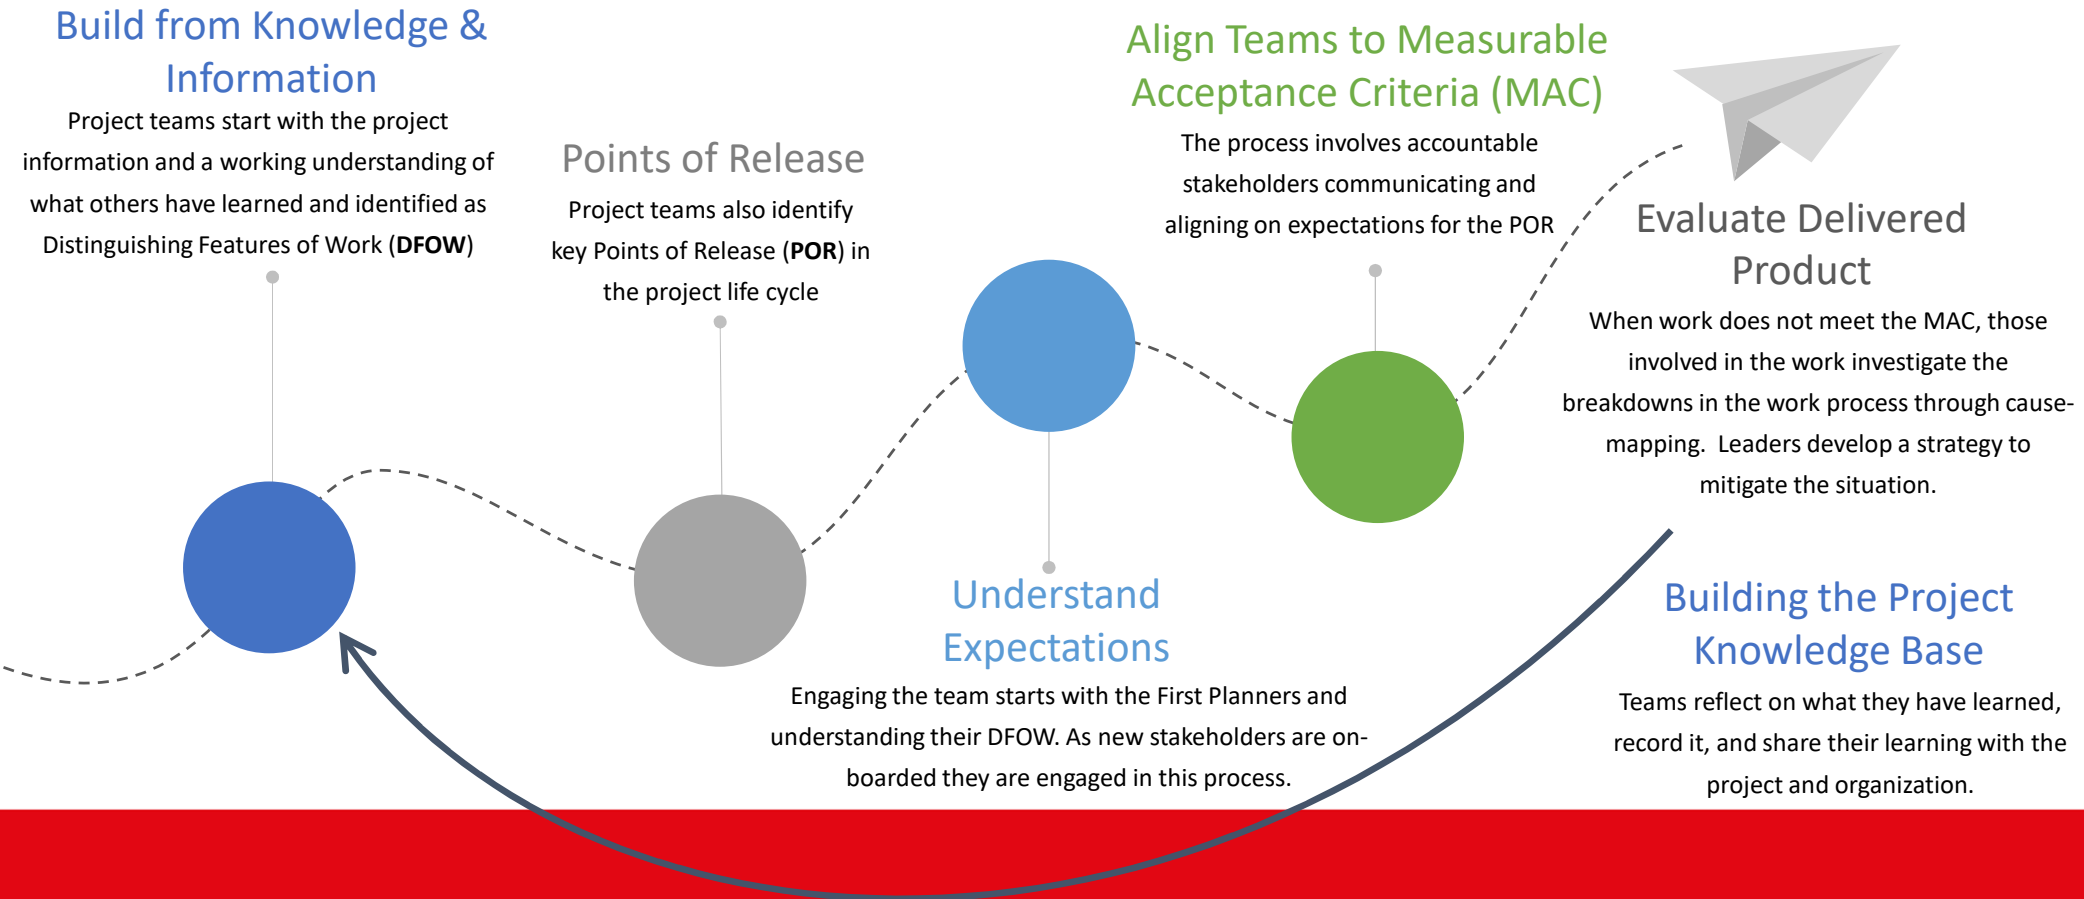 Build from Knowledge &
Information
Project teams start with the project
information and a working understanding of
what others have learned and identified as
Distinguishing Features of Work (DFOW)
Points of Release
Project teams also identify
key Points of Release (POR) in
the project life cycle
Understand
Expectations
Engaging the team starts with the First Planners and
understanding their DFOW. As new stakeholders are on-
boarded they are engaged in this process.
Align Teams to Measurable
Acceptance Criteria (MAC)
The process involves accountable
stakeholders communicating and
aligning on expectations for the POR
Evaluate Delivered
Product
When work does not meet the MAC, those
involved in the work investigate the
breakdowns in the work process through cause-
mapping.  Leaders develop a strategy to
mitigate the situation.
Building the Project
Knowledge Base
Teams reflect on what they have learned,
record it, and share their learning with the
project and organization.